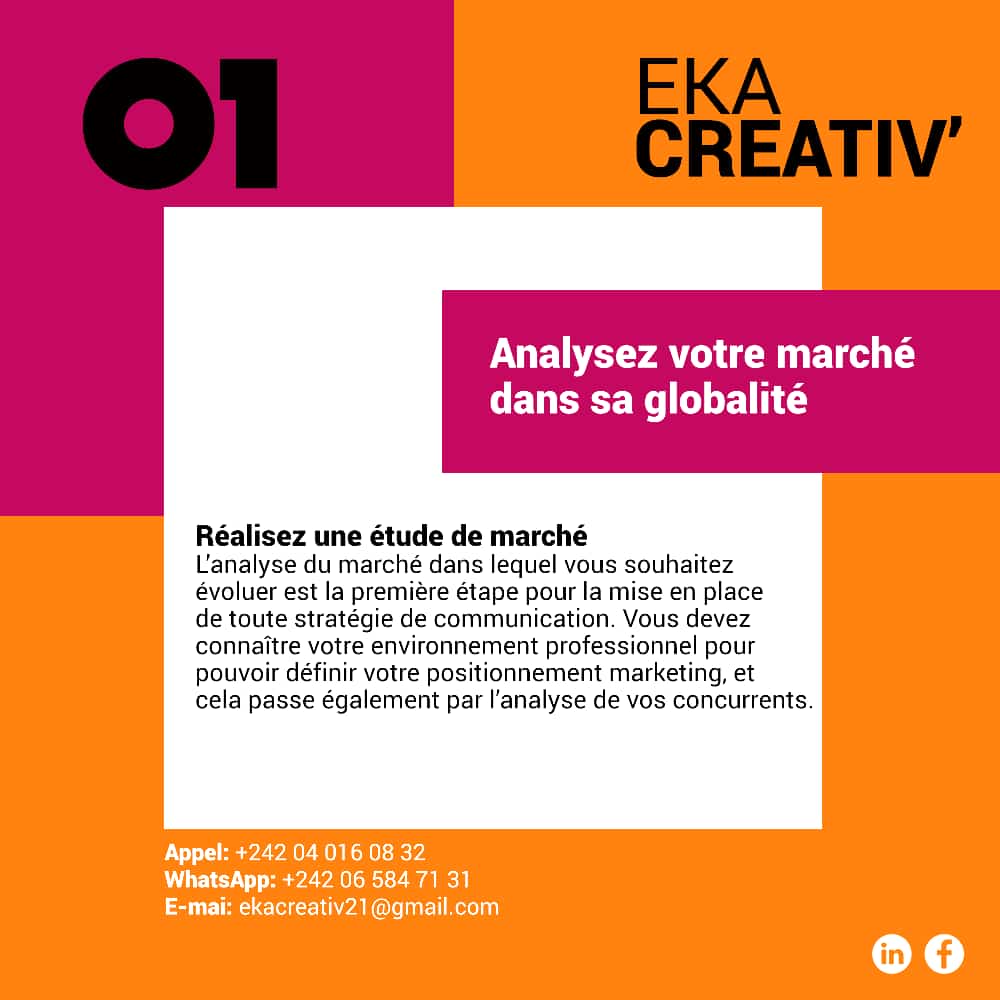 01
EKA
CREATIV’
Analysez votre marché
dans sa globalité
Réalisez une étude de marché
L’analyse du marché dans lequel vous souhaitez
évoluer est la première étape pour la mise en place
de toute stratégie de communication. Vous devez
connaître votre environnement professionnel pour
pouvoir définir votre positionnement marketing, et
cela passe également par l’analyse de vos concurrents.
Appel: +242 04 016 08 32
WhatsApp: +242 06 584 71 31
E-mai: ekacreativ21@gmail.com
in f